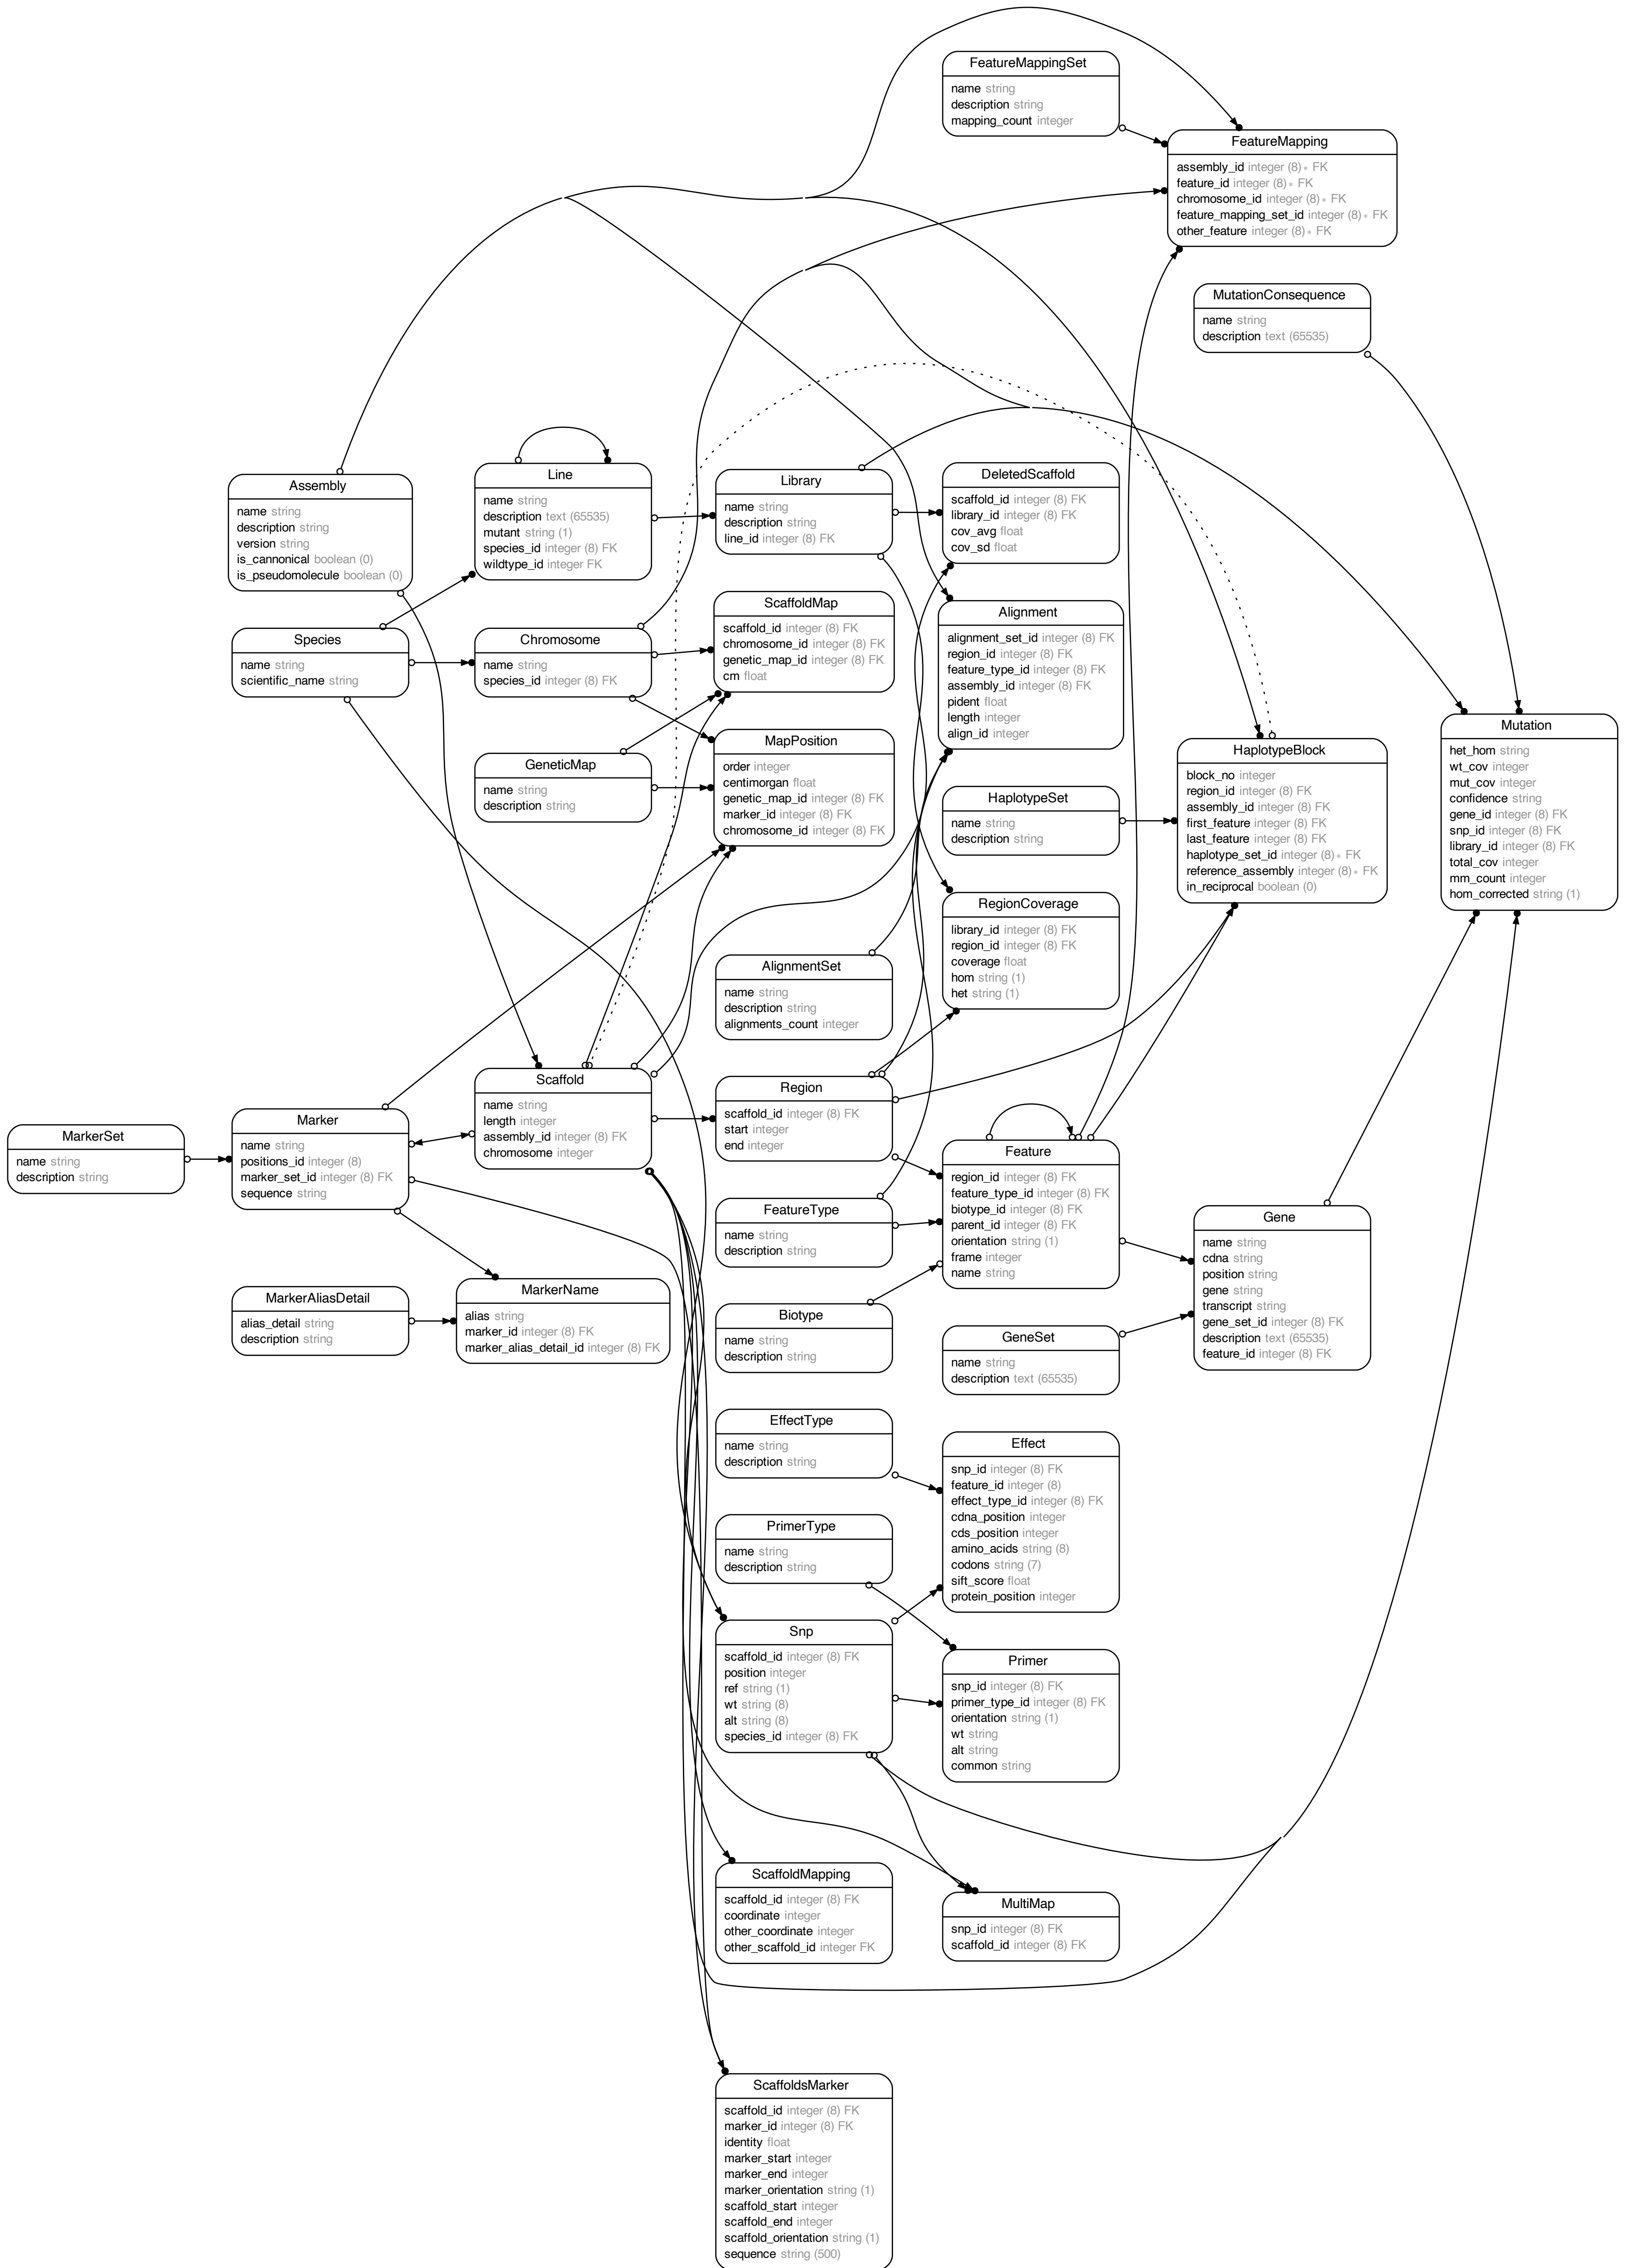 FeatureMappingSet
name string
description string
mapping_count integer
FeatureMapping
assembly_id integer (8) ∗ FK
feature_id integer (8) ∗ FK
chromosome_id integer (8) ∗ FK
feature_mapping_set_id integer (8) ∗ FK
other_feature integer (8) ∗ FK
MutationConsequence
name string
description text (65535)
Assembly
name string
description string
version string
is_cannonical boolean (0)
is_pseudomolecule boolean (0)
Line
name string
description text (65535)
mutant string (1)
species_id integer (8) FK
wildtype_id integer FK
Library
name string
description string
line_id integer (8) FK
DeletedScaffold
scaffold_id integer (8) FK
library_id integer (8) FK
cov_avg float
cov_sd float
Species
name string
scientific_name string
Chromosome
name string
species_id integer (8) FK
ScaffoldMap
scaffold_id integer (8) FK
chromosome_id integer (8) FK
genetic_map_id integer (8) FK
cm float
Alignment
alignment_set_id integer (8) FK
region_id integer (8) FK
feature_type_id integer (8) FK
assembly_id integer (8) FK
pident float
length integer
align_id integer
GeneticMap
name string
description string
MapPosition
order integer
centimorgan float
genetic_map_id integer (8) FK
marker_id integer (8) FK
chromosome_id integer (8) FK
HaplotypeSet
name string
description string
HaplotypeBlock
block_no integer
region_id integer (8) FK
assembly_id integer (8) FK
first_feature integer (8) FK
last_feature integer (8) FK
haplotype_set_id integer (8) ∗ FK
reference_assembly integer (8) ∗ FK
in_reciprocal boolean (0)
Mutation
het_hom string
wt_cov integer
mut_cov integer
confidence string
gene_id integer (8) FK
snp_id integer (8) FK
library_id integer (8) FK
total_cov integer
mm_count integer
hom_corrected string (1)
RegionCoverage
library_id integer (8) FK
region_id integer (8) FK
coverage float
hom string (1)
het string (1)
AlignmentSet
name string
description string
alignments_count integer
MarkerSet
name string
description string
Marker
name string
positions_id integer (8)
marker_set_id integer (8) FK
sequence string
Scaffold
name string
length integer
assembly_id integer (8) FK
chromosome integer
Region
scaffold_id integer (8) FK
start integer
end integer
Feature
region_id integer (8) FK
feature_type_id integer (8) FK
biotype_id integer (8) FK
parent_id integer (8) FK
orientation string (1)
frame integer
name string
FeatureType
name string
description string
Gene
name string
cdna string
position string
gene string
transcript string
gene_set_id integer (8) FK
description text (65535)
feature_id integer (8) FK
MarkerAliasDetail
alias_detail string
description string
MarkerName
alias string
marker_id integer (8) FK
marker_alias_detail_id integer (8) FK
Biotype
name string
description string
GeneSet
name string
description text (65535)
EffectType
name string
description string
Effect
snp_id integer (8) FK
feature_id integer (8)
effect_type_id integer (8) FK
cdna_position integer
cds_position integer
amino_acids string (8)
codons string (7)
sift_score float
protein_position integer
PrimerType
name string
description string
Snp
scaffold_id integer (8) FK
position integer
ref string (1)
wt string (8)
alt string (8)
species_id integer (8) FK
Primer
snp_id integer (8) FK
primer_type_id integer (8) FK
orientation string (1)
wt string
alt string
common string
ScaffoldMapping
scaffold_id integer (8) FK
coordinate integer
other_coordinate integer
other_scaffold_id integer FK
MultiMap
snp_id integer (8) FK
scaffold_id integer (8) FK
ScaffoldsMarker
scaffold_id integer (8) FK
marker_id integer (8) FK
identity float
marker_start integer
marker_end integer
marker_orientation string (1)
scaffold_start integer
scaffold_end integer
scaffold_orientation string (1)
sequence string (500)